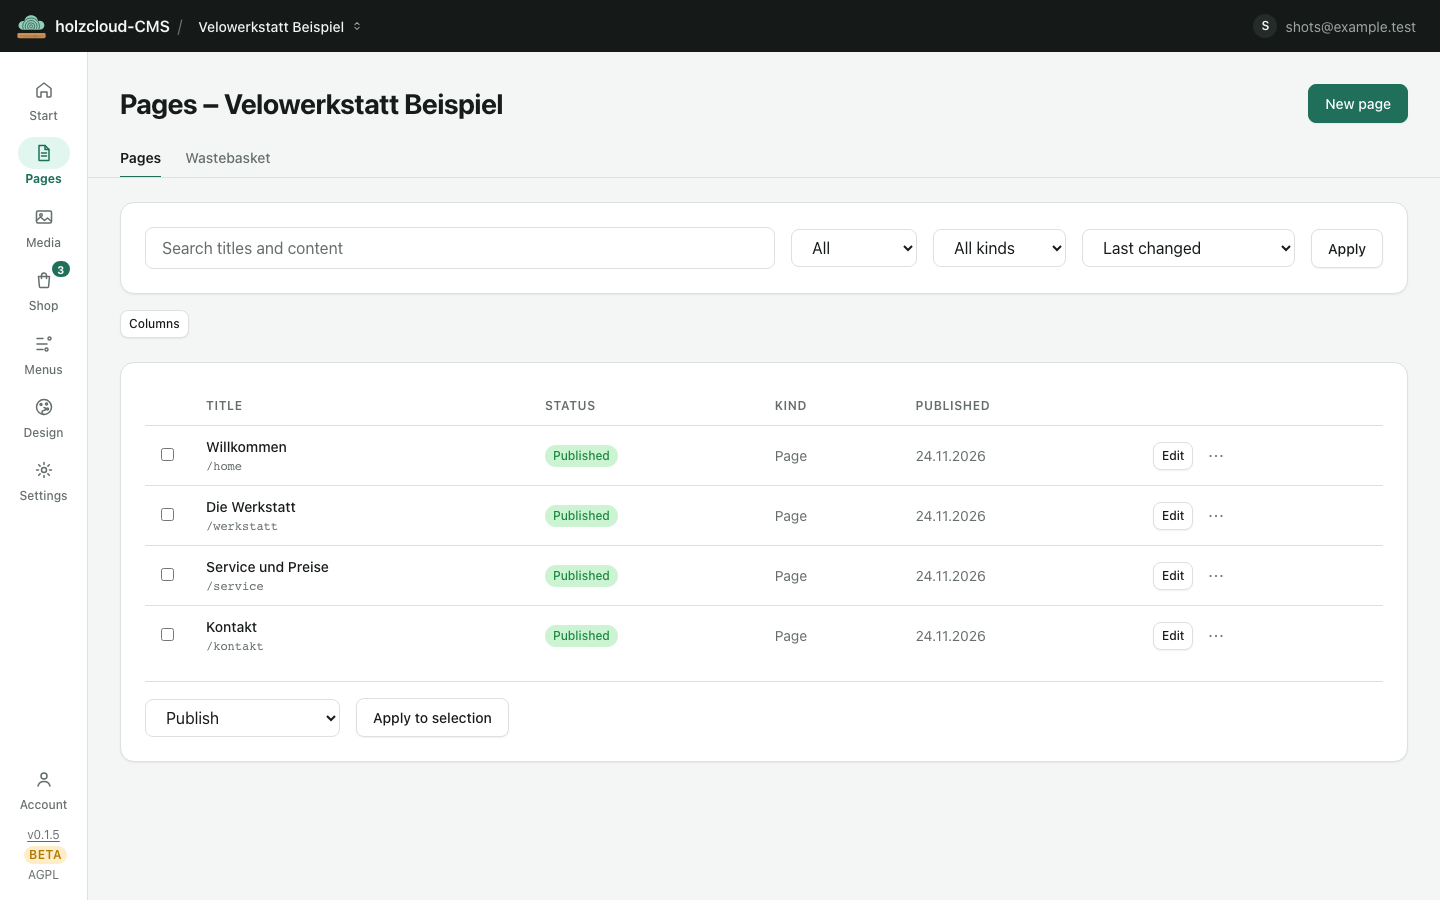 holzcloud-CMS / Velowerkstatt Beispiel
S shots@example.test
Start
Pages
Media
3
Shop
Menus
Design
Settings
Account
v0.1.5
BETA
AGPL
Pages – Velowerkstatt Beispiel
New page
Pages Wastebasket
Search titles and content All All kinds Last changed Apply
Columns
TITLE STATUS KIND PUBLISHED
Willkommen
/home
Published Page 24.11.2026 Edit ···
Die Werkstatt
/werkstatt
Published Page 24.11.2026 Edit ···
Service und Preise
/service
Published Page 24.11.2026 Edit ···
Kontakt
/kontakt
Published Page 24.11.2026 Edit ···
Publish Apply to selection